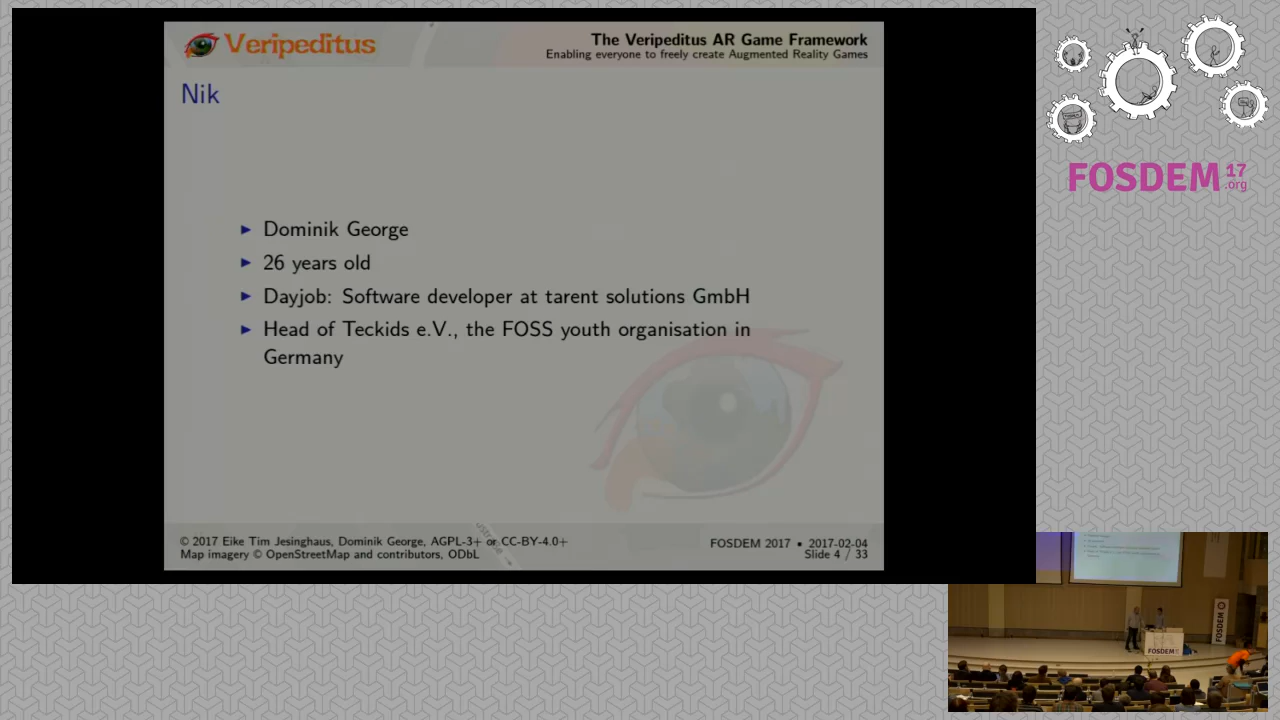 Veripeditus
The Veripeditus AR Game Framework
Enabling everyone to freely create Augmented Reality Games
Nik
Dominik George
26 years old
Dayjob: Software developer at tarent solutions GmbH
Head of Teckids e.V., the FOSS youth organisation in
Germany
© 2017 Eike Tim Jesinghaus, Dominik George, AGPL-3+ or CC-BY-4.0+
Map imagery © OpenStreetMap and contributors, ODbL
FOSDEM 2017 • 2017-02-04
Slide 4 / 33
FOSDEM 17
.org
FOSDEM
FOSDEM